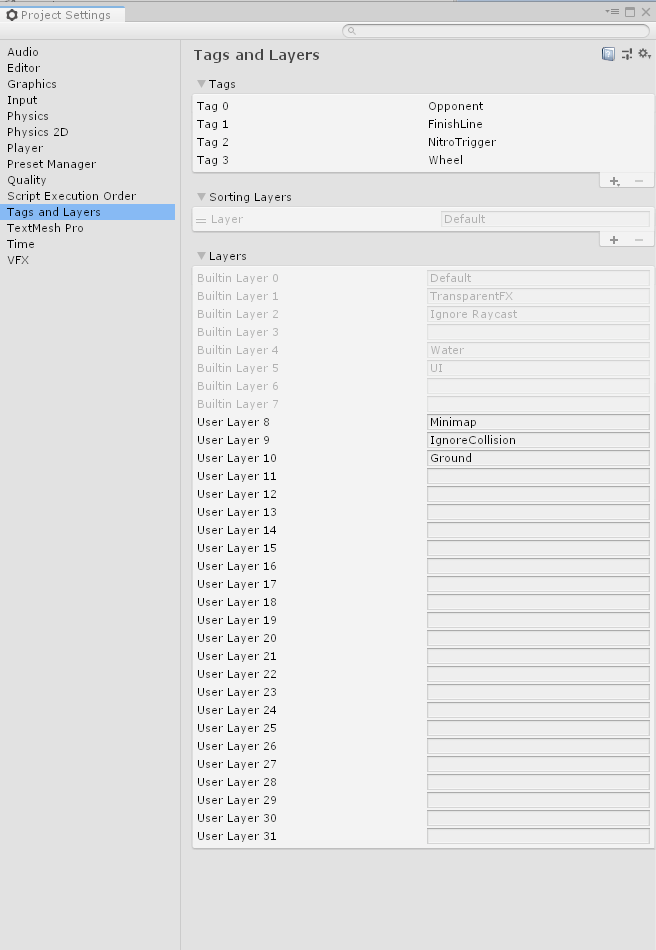 Project Settings
Audio
Editor
Graphics
Input
Physics
Physics 2D
Player
Preset Manager
Quality
Script Execution Order
Tags and Layers
TextMesh Pro
Time
VFX
Tags and Layers
Tags
Tag 0 Opponent
Tag 1 FinishLine
Tag 2 NitroTrigger
Tag 3 Wheel
Sorting Layers
Layer Default
Layers
Builtin Layer 0 Default
Builtin Layer 1 TransparentFX
Builtin Layer 2 Ignore Raycast
Builtin Layer 3
Builtin Layer 4 Water
Builtin Layer 5 UI
Builtin Layer 6
Builtin Layer 7
User Layer 8 Minimap
User Layer 9 IgnoreCollision
User Layer 10 Ground
User Layer 11
User Layer 12
User Layer 13
User Layer 14
User Layer 15
User Layer 16
User Layer 17
User Layer 18
User Layer 19
User Layer 20
User Layer 21
User Layer 22
User Layer 23
User Layer 24
User Layer 25
User Layer 26
User Layer 27
User Layer 28
User Layer 29
User Layer 30
User Layer 31